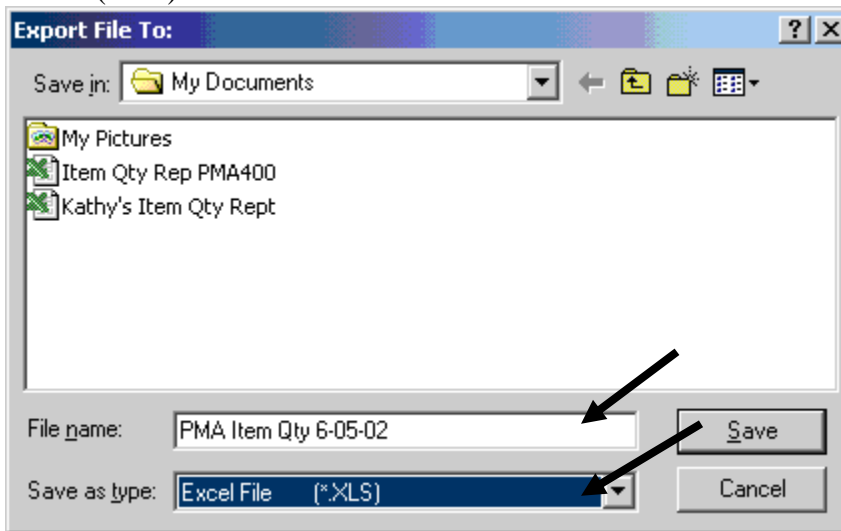 Export File To:
Save in: My Documents
My Pictures
Item Qty Rep PMA400
Kathy's Item Qty Rept
File name: PMA Item Qty 6-05-02 Save
Save as type: Excel File (*.XLS) Cancel